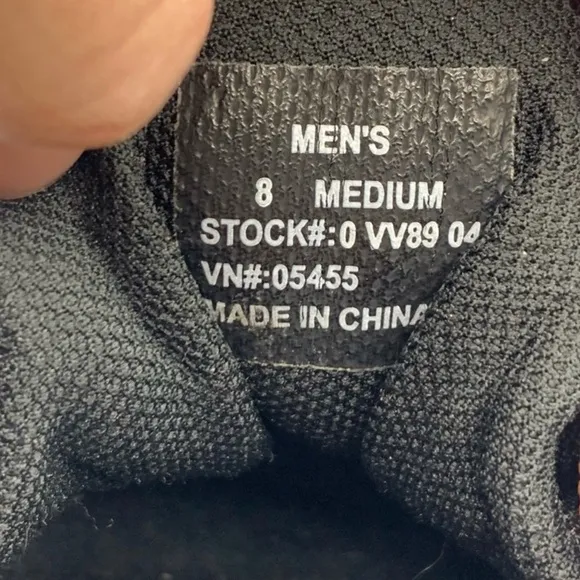 MEN'S
8 MEDIUM
STOCK#:0 VV89 04
VN#:05455
MADE IN CHINA